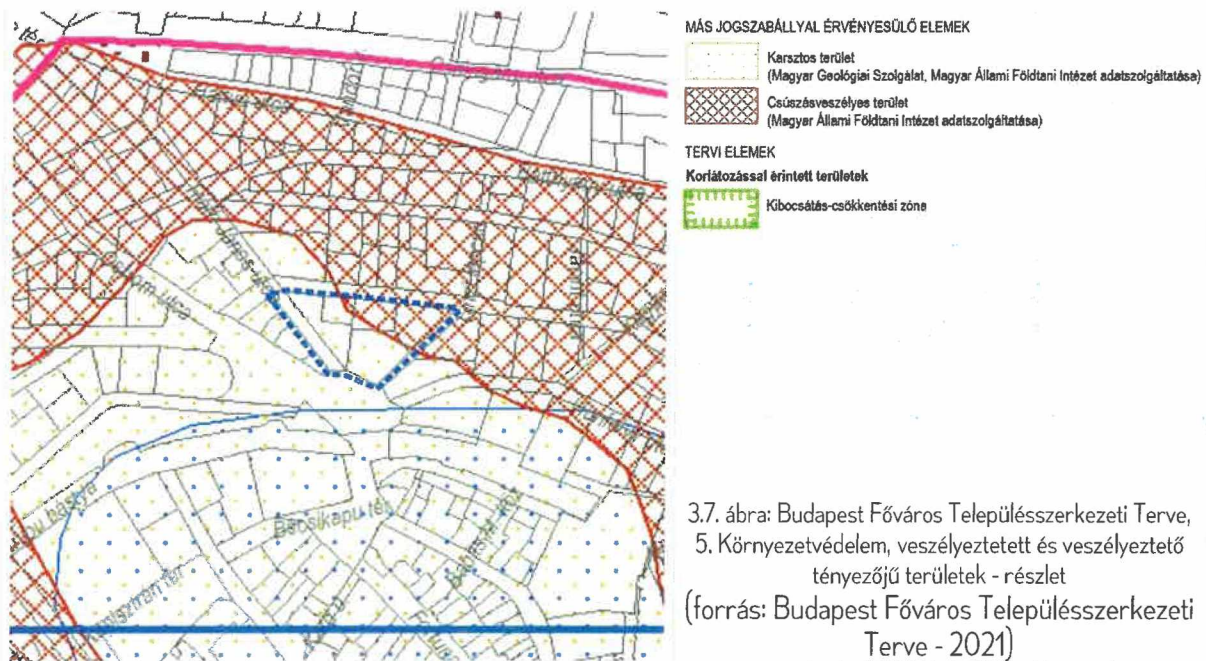 MÁS JOGSZABÁLLYAL ÉRVÉNYESÜLŐ ELEMEK
Karsztos terület
(Magyar Geológiai Szolgálat, Magyar Állami Földtani Intézet adatszolgáltatása)
Csúszásveszélyes terület
(Magyar Állami Földtani Intézet adatszolgáltatása)
TERVI ELEMEK
Korlátozással érintett területek
Kibocsátás-csökkentési zóna
utca
Bécsikapu tér
3.7. ábra: Budapest Főváros Településszerkezeti Terve,
5. Környezetvédelem, veszélyeztetett és veszélyeztető
tényezőjű területek - részlet
(forrás: Budapest Főváros Településszerkezeti
Terve - 2021)